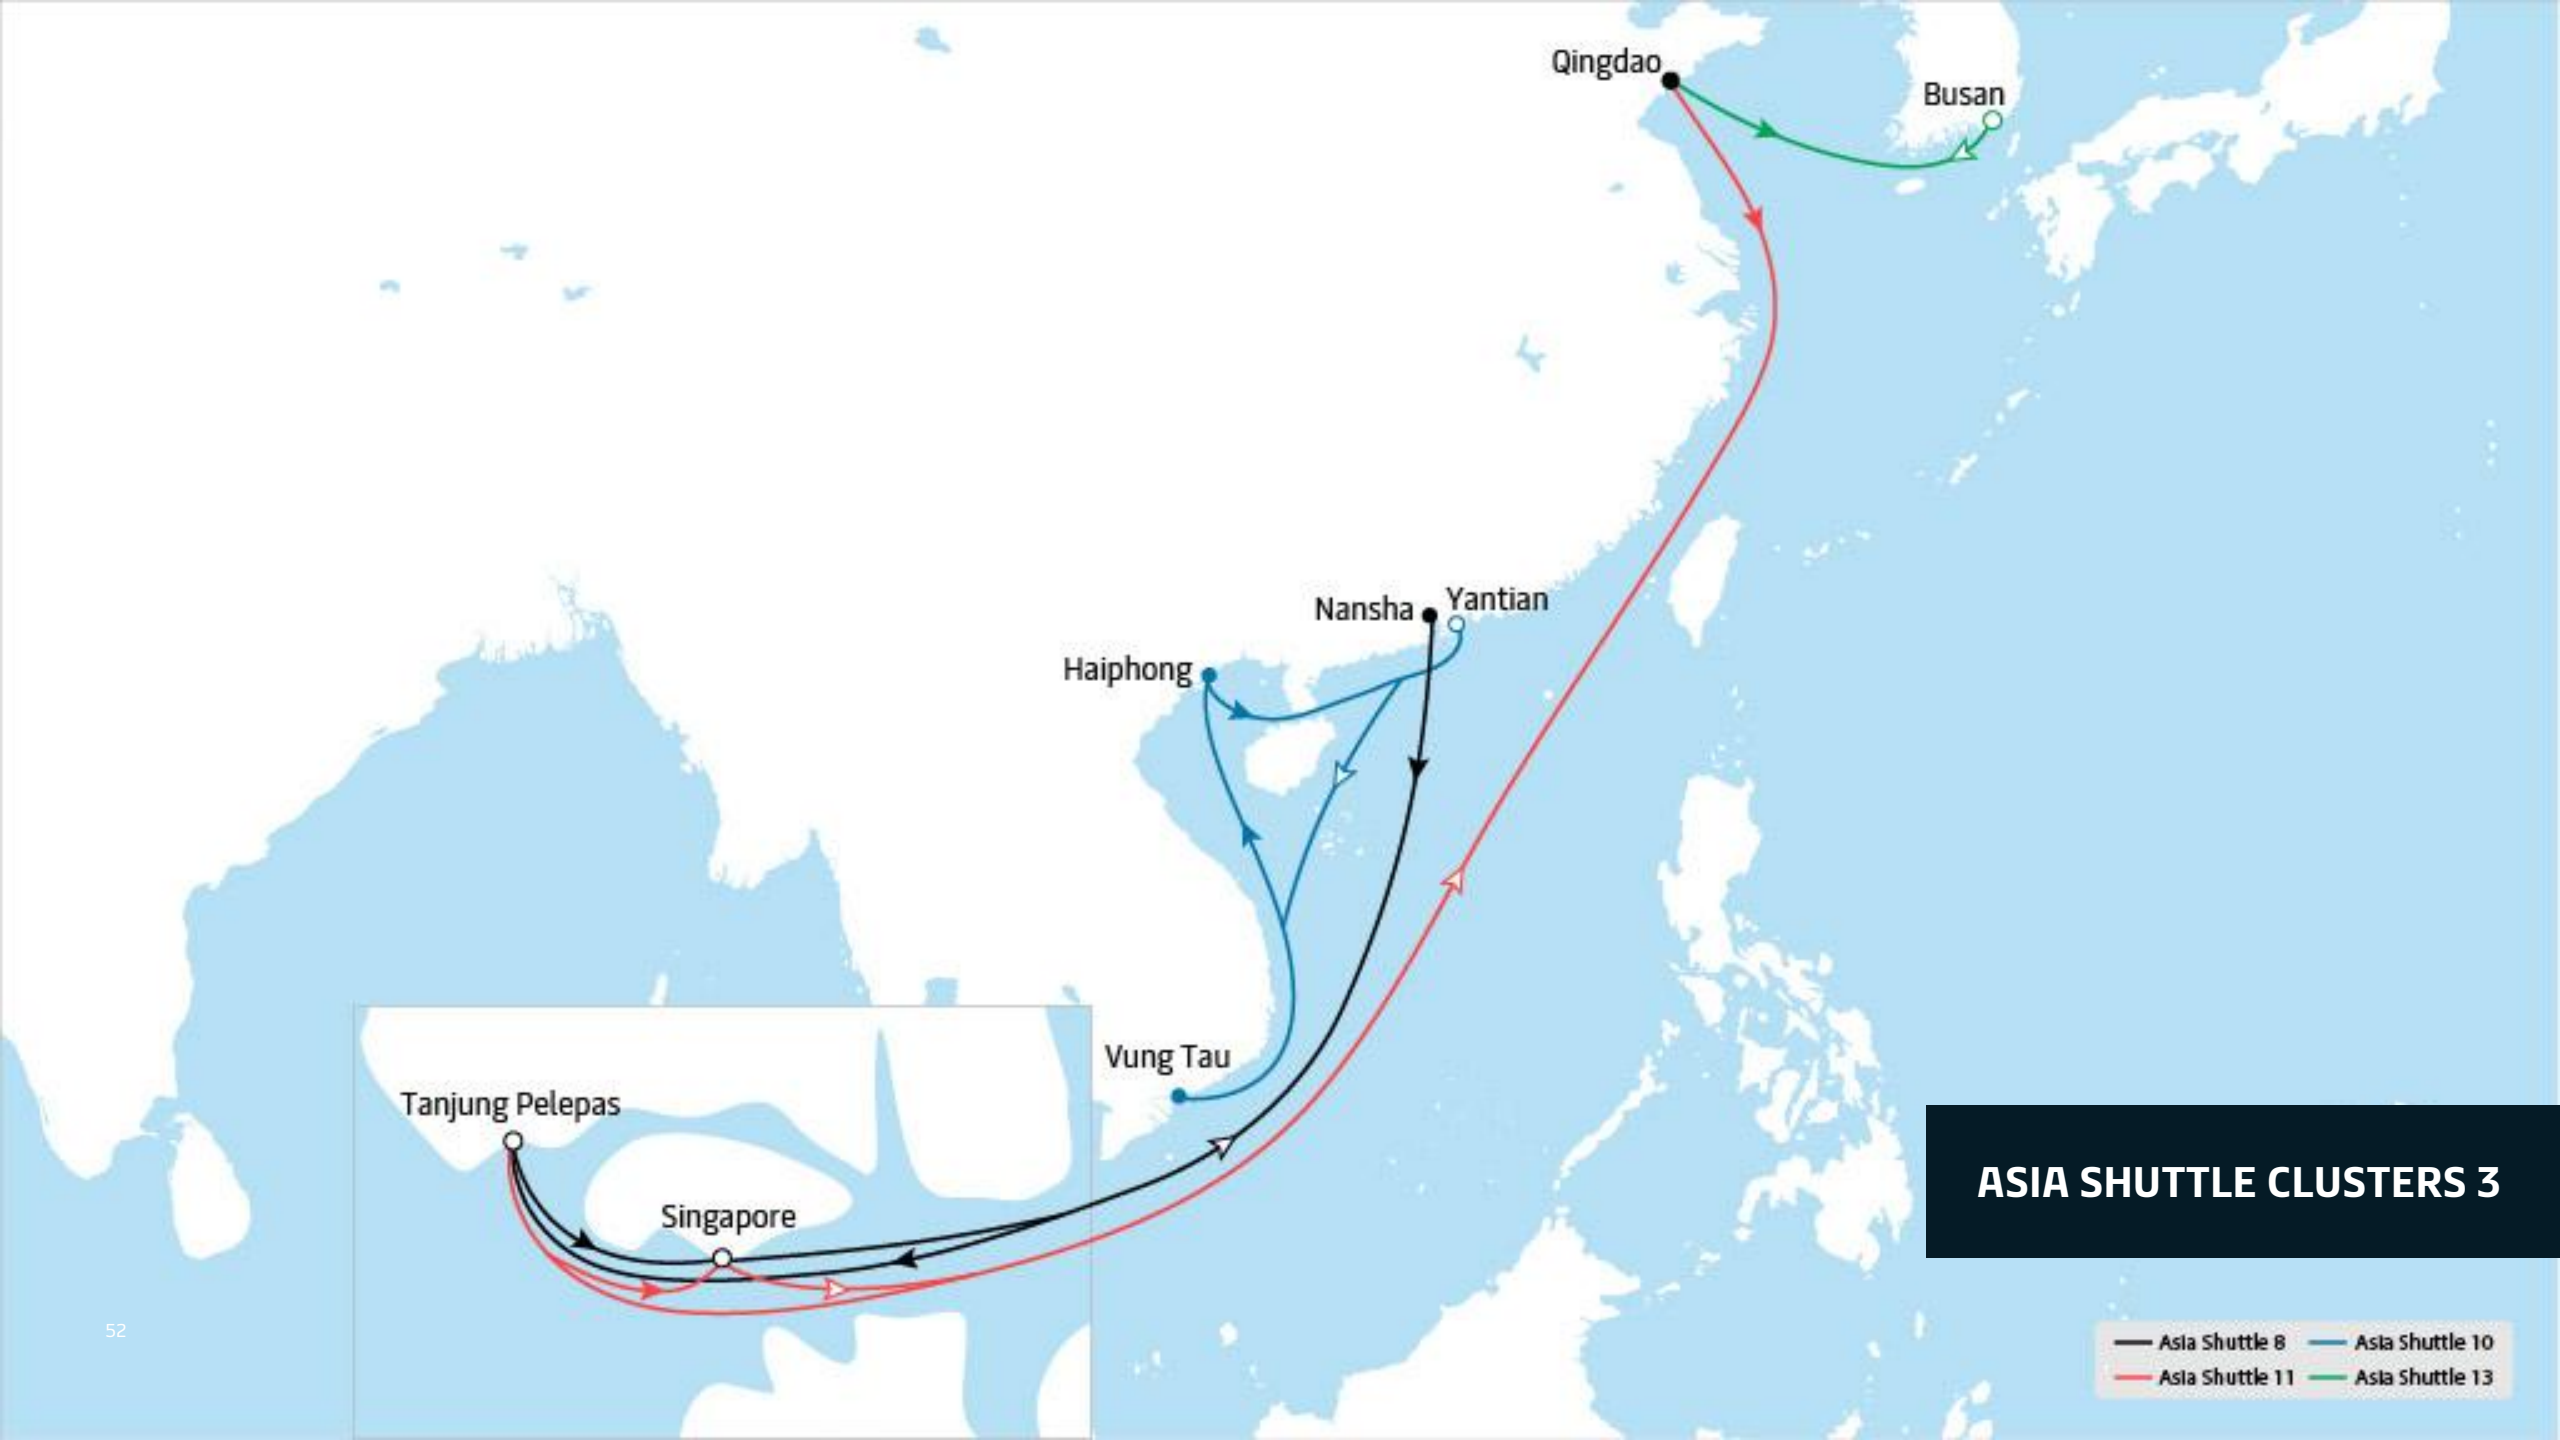 Qingdao
Busan
Nansha
Yantian
Haiphong
Vung Tau
Tanjung Pelepas
Singapore
ASIA SHUTTLE CLUSTERS 3
52
Asia Shuttle 8
Asia Shuttle 10
Asia Shuttle 11
Asia Shuttle 13